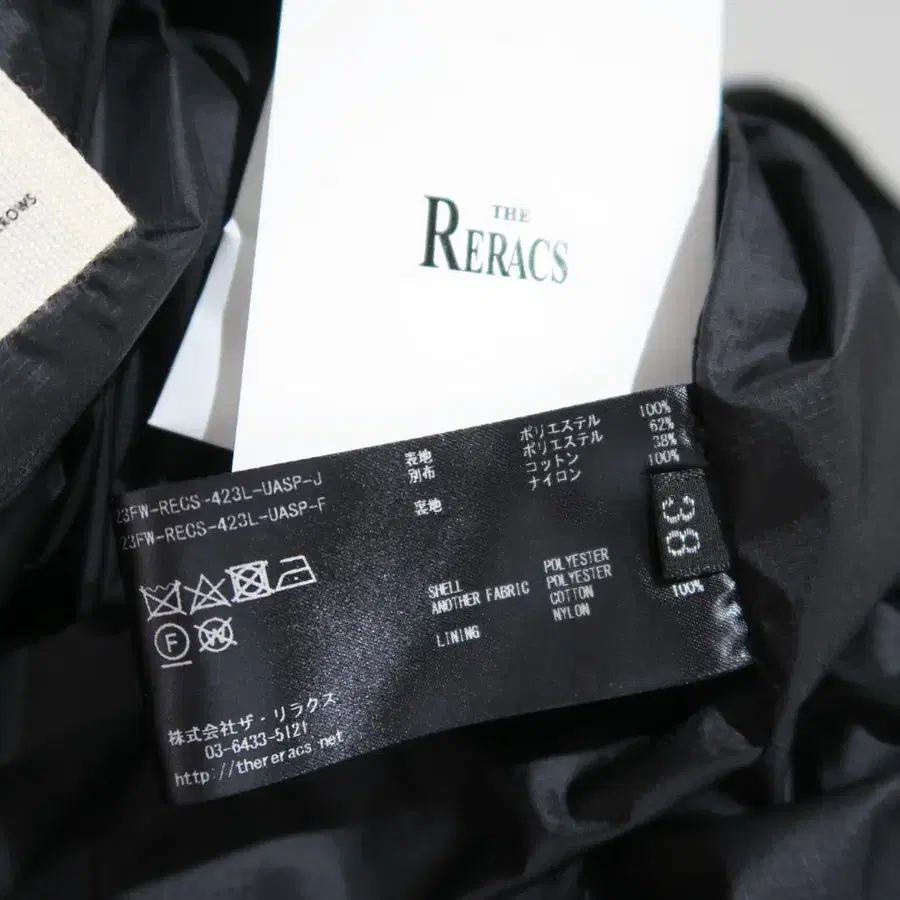 ROWS
THE
RERACS
23FW-RECS-423L-UASP-J
23FW-RECS-423L-UASP-F
表地 ポリエステル 100%
別布 ポリエステル 62%
コットン 38%
裏地 ナイロン 100%
38
F
W
SHELL POLYESTER
ANOTHER FABRIC POLYESTER
COTTON
LINING NYLON 100%
株式会社ザ・リラクス
03-6433-5121
http://thereracs.net